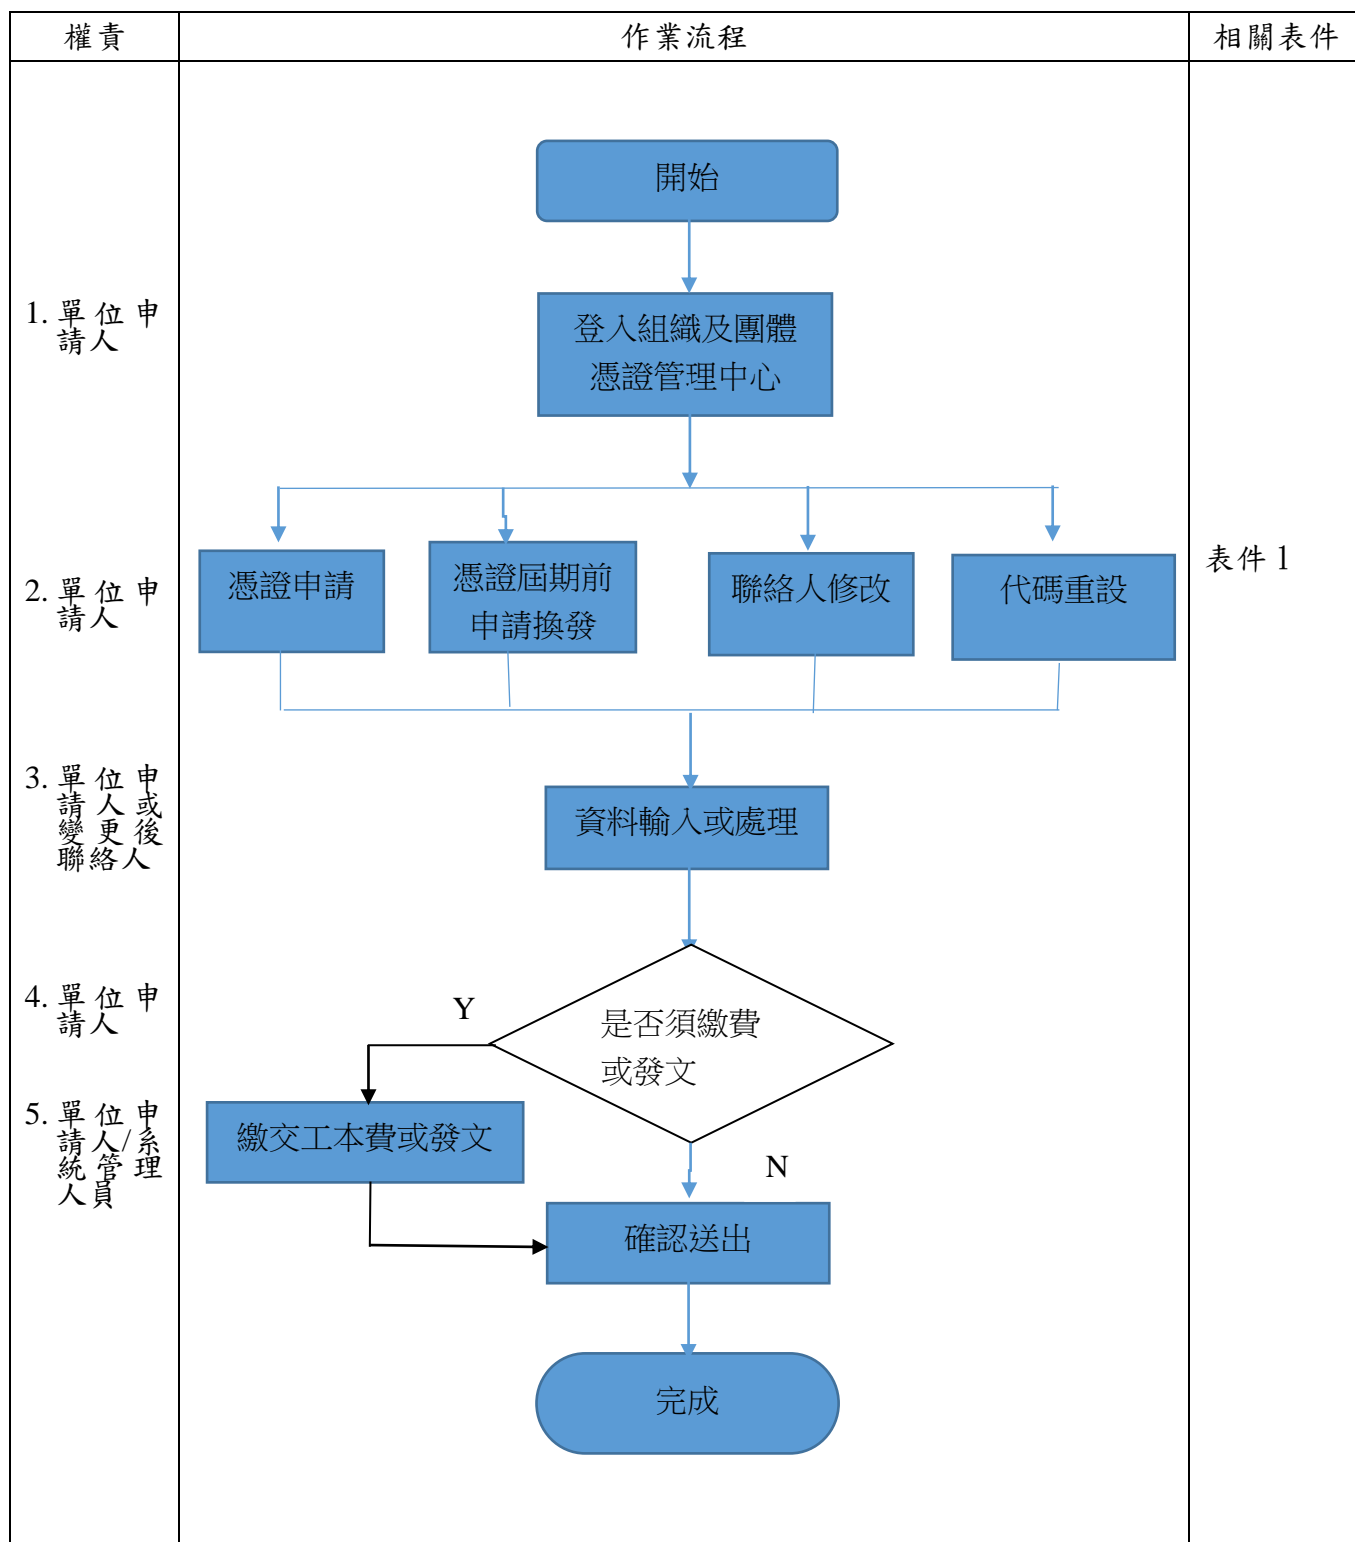 權責
作業流程
相關表件
開始
1. 單位申
請人
登入組織及團體
憑證管理中心
2. 單位申
請人
憑證申請
憑證屆期前
申請換發
聯絡人修改
代碼重設
表件 1
3. 單位申
請人或
變更後
聯絡人
資料輸入或處理
4. 單位申
請人
Y
是否須繳費
或發文
5. 單位申
請人/系
統管理
人員
繳交工本費或發文
N
確認送出
完成